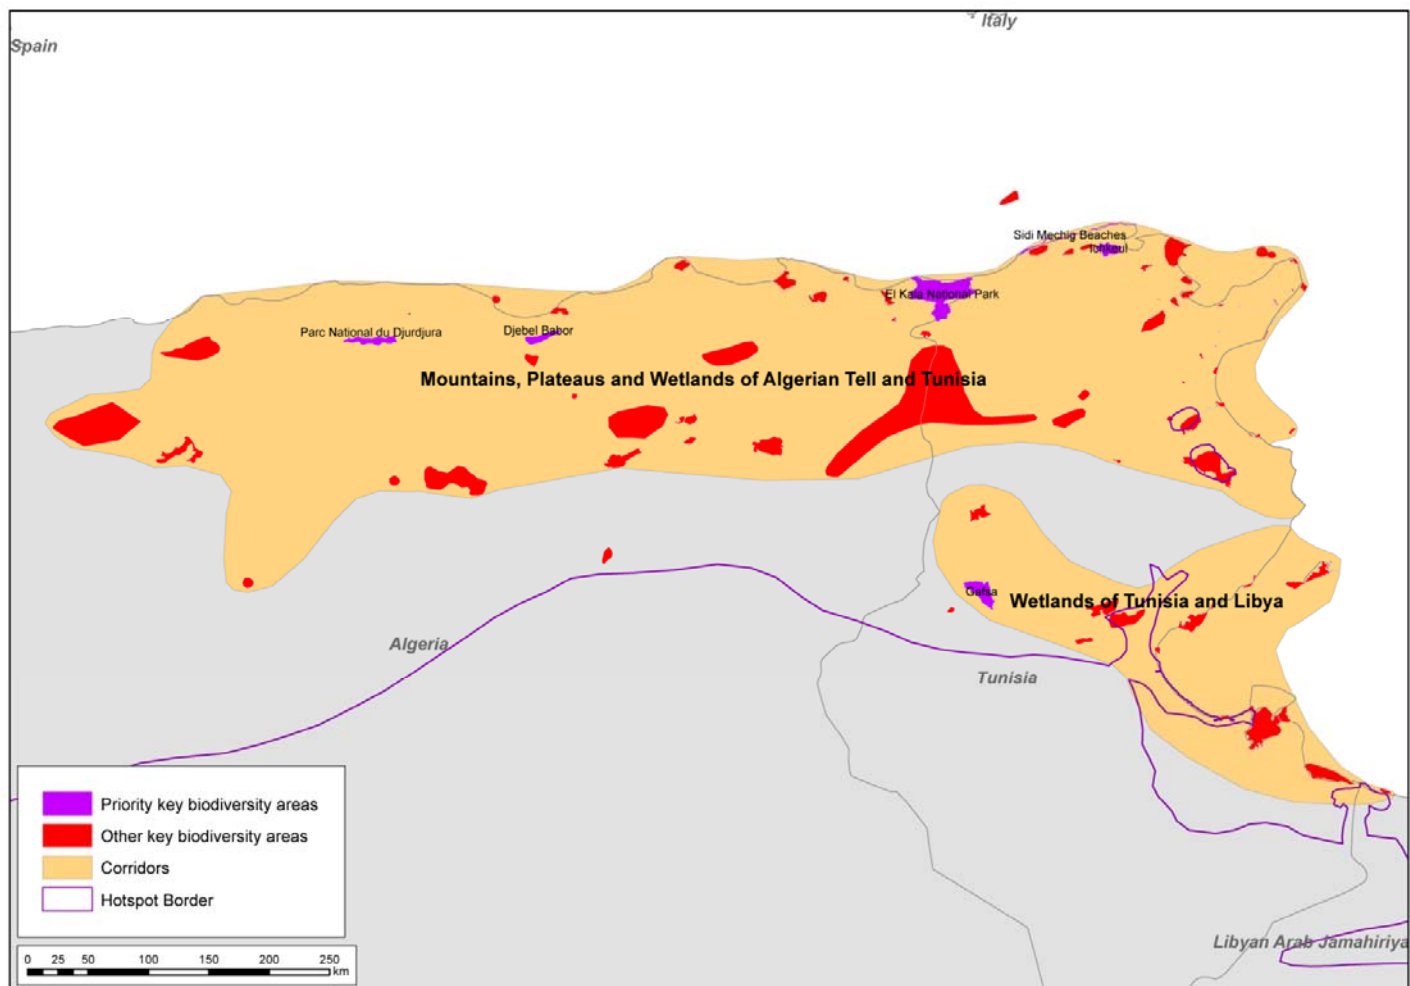 Italy
Spain
Sidi Mechig Beaches
Ichkeul
El Kala National Park
Parc National du Djurdjura
Djebel Babor
Mountains, Plateaus and Wetlands of Algerian Tell and Tunisia
Gafsa
Wetlands of Tunisia and Libya
Algeria
Tunisia
Priority key biodiversity areas
Other key biodiversity areas
Corridors
Hotspot Border
Libyan Arab Jamahiriya
0 25 50 100 150 200 250
km